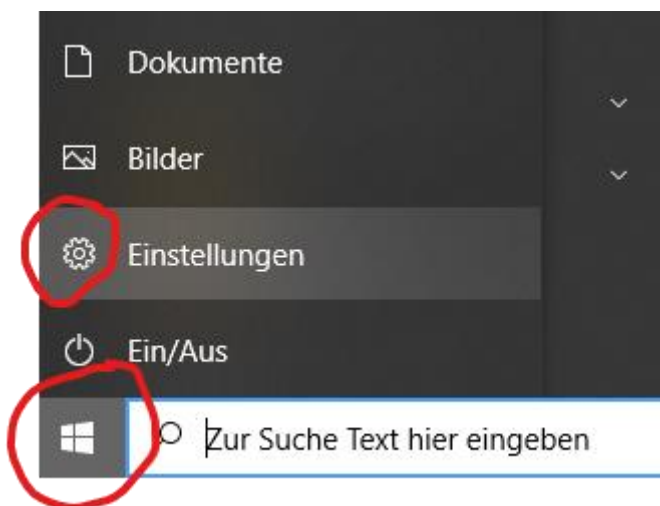 Dokumente
Bilder
Einstellungen
Ein/Aus
Zur Suche Text hier eingeben